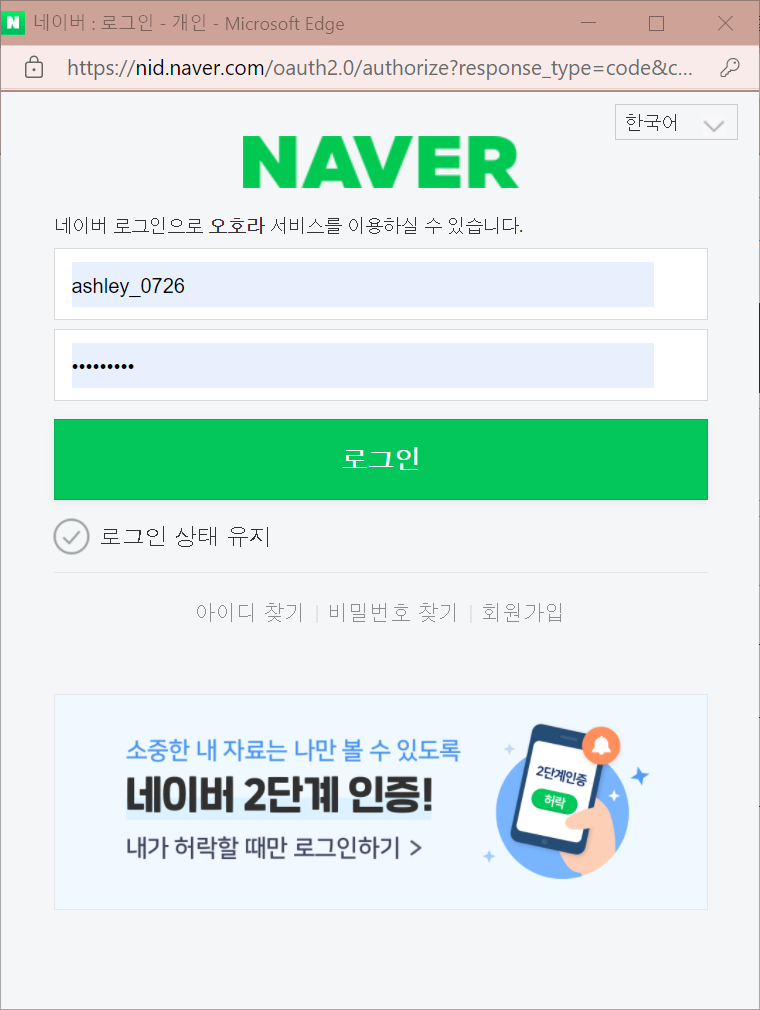 네이버 : 로그인 - 개인 - Microsoft Edge
https://nid.naver.com/oauth2.0/authorize?response_type=code&c...
한국어
NAVER
네이버 로그인으로 오호라 서비스를 이용하실 수 있습니다.
ashley_0726
•••••••••
로그인
로그인 상태 유지
아이디 찾기 | 비밀번호 찾기 | 회원가입
소중한 내 자료는 나만 볼 수 있도록
네이버 2단계 인증!
내가 허락할 때만 로그인하기 >
2단계인증
허락